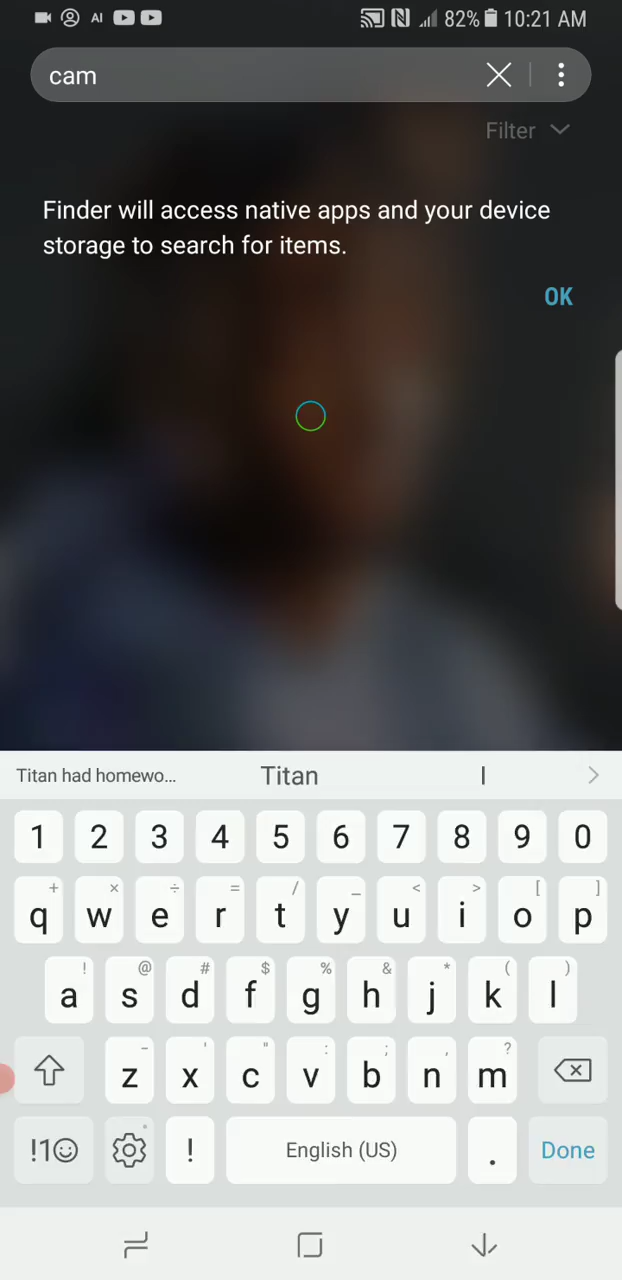 AI 82% 10:21 AM
cam
Filter
Finder will access native apps and your device
storage to search for items.
OK
Titan had homewo... Titan I
1 2 3 4 5 6 7 8 9 0
+ × ÷ = / _ < > [ ]
q w e r t y u i o p
! @ # $ % & * ( )
a s d f g h j k l
- ' " : ; , ?
z x c v b n m
!1☺ ! English (US) . Done